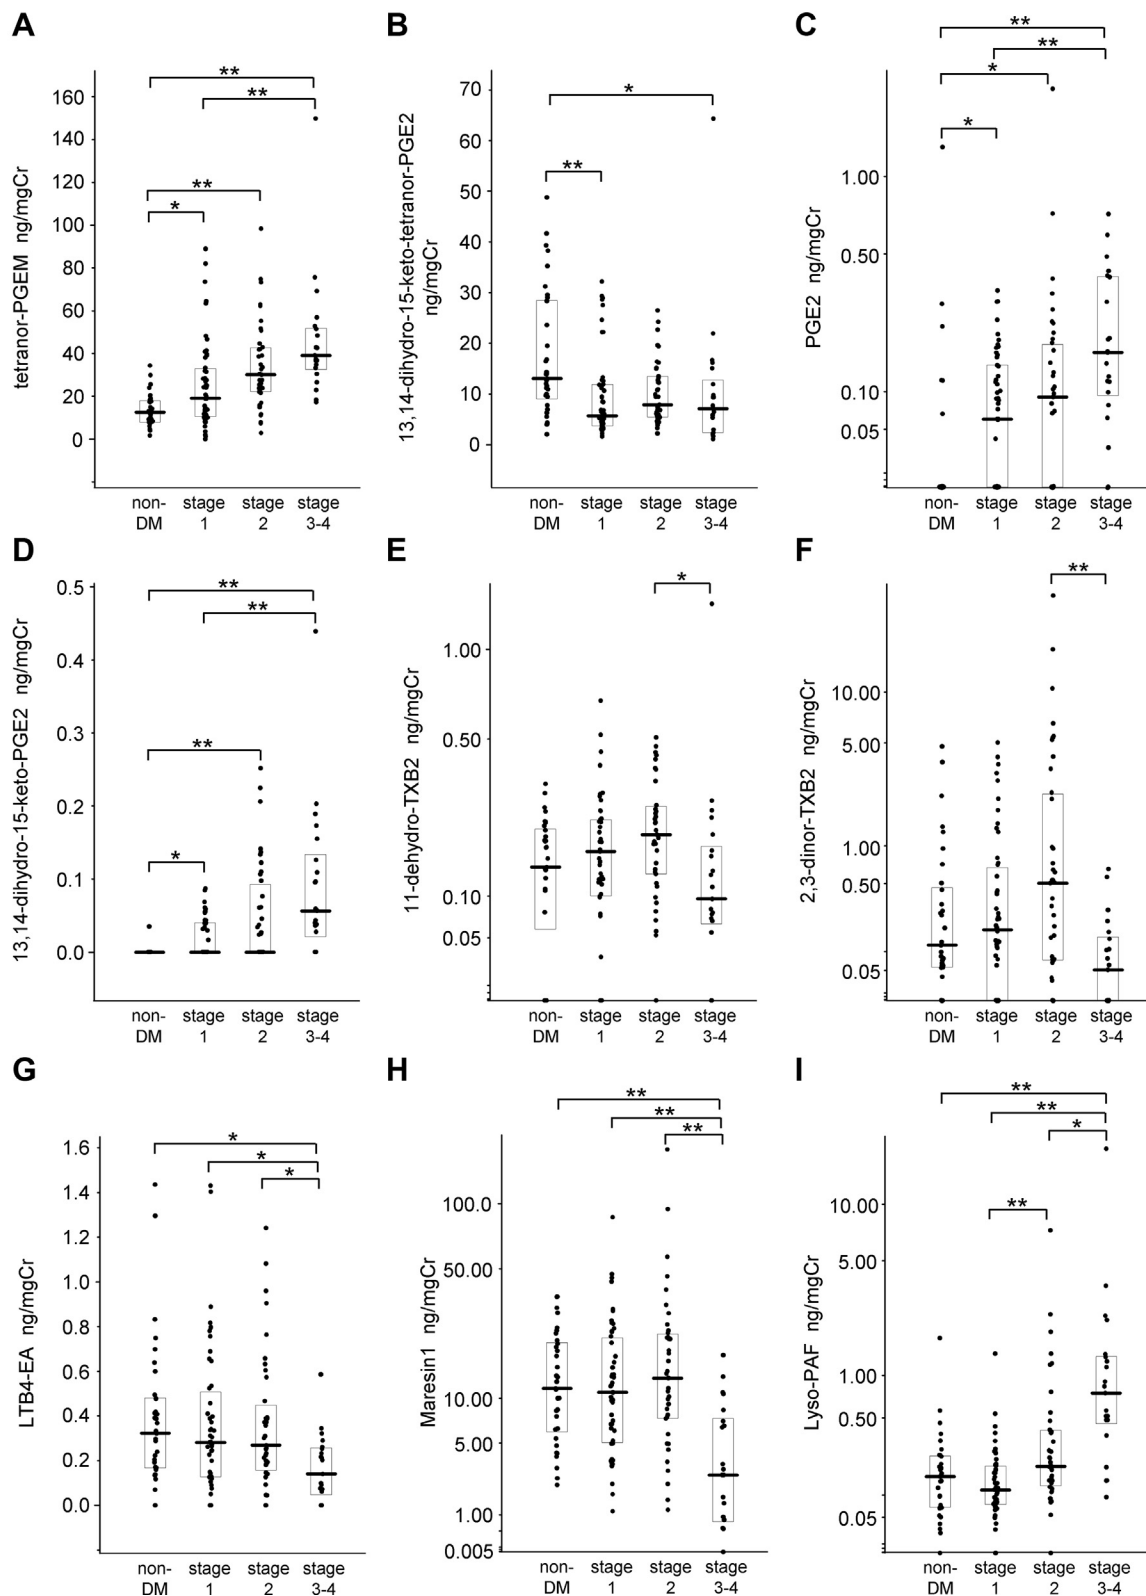 A
tetranor-PGEM ng/mgCr
160
140
120
100
80
60
40
20
0
**
**
**
*
non-DM
stage 1
stage 2
stage 3-4
B
13,14-dihydro-15-keto-tetranor-PGE2
ng/mgCr
70
60
50
40
30
20
10
0
*
**
non-DM
stage 1
stage 2
stage 3-4
C
PGE2 ng/mgCr
1.00
0.50
0.10
0.05
**
**
*
*
non-DM
stage 1
stage 2
stage 3-4
D
13,14-dihydro-15-keto-PGE2 ng/mgCr
0.5
0.4
0.3
0.2
0.1
0.0
**
**
**
*
non-DM
stage 1
stage 2
stage 3-4
E
11-dehydro-TXB2 ng/mgCr
1.00
0.50
0.10
0.05
*
non-DM
stage 1
stage 2
stage 3-4
F
2,3-dinor-TXB2 ng/mgCr
10.00
5.00
1.00
0.50
0.05
**
non-DM
stage 1
stage 2
stage 3-4
G
LTB4-EA ng/mgCr
1.6
1.4
1.2
1.0
0.8
0.6
0.4
0.2
0.0
*
*
*
non-DM
stage 1
stage 2
stage 3-4
H
Maresin1 ng/mgCr
100.0
50.00
10.00
5.00
1.00
0.005
**
**
**
non-DM
stage 1
stage 2
stage 3-4
I
Lyso-PAF ng/mgCr
10.00
5.00
1.00
0.50
0.05
**
**
*
**
non-DM
stage 1
stage 2
stage 3-4